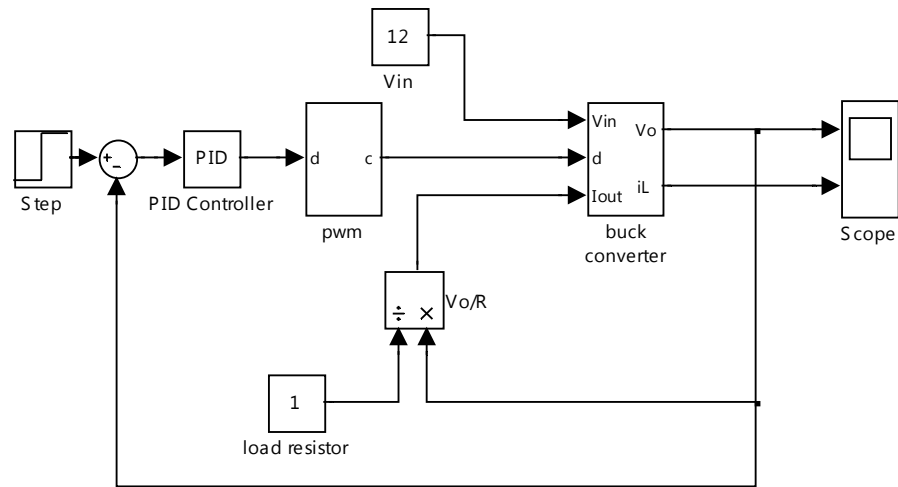 12
Vin
Vin
Vo
PID
d
c
d
Iout
iL
Step
PID Controller
pwm
buck
converter
Scope
Vo/R
÷ ×
1
load resistor